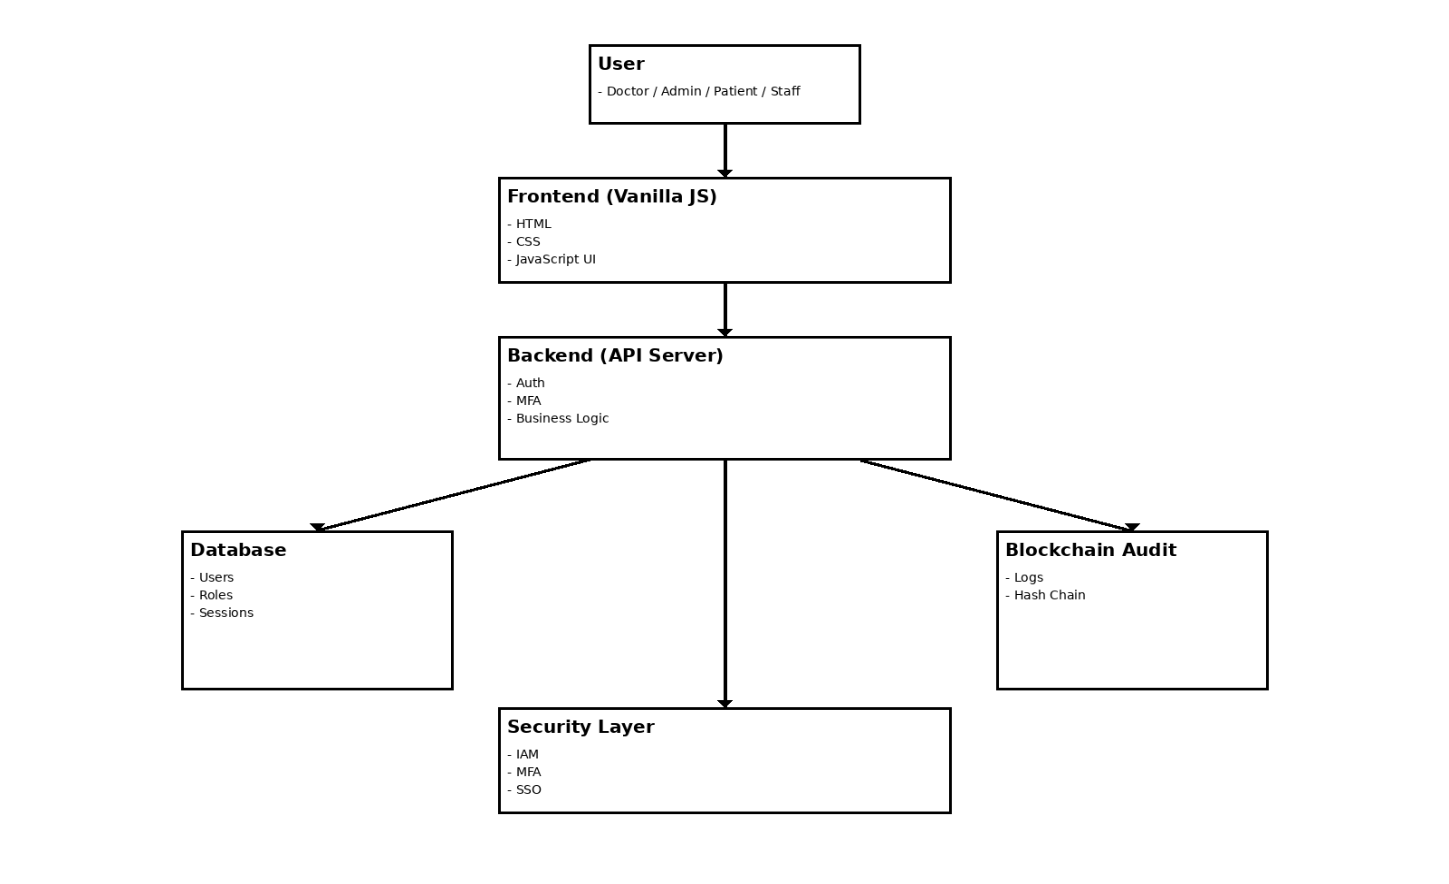 User
- Doctor / Admin / Patient / Staff
Frontend (Vanilla JS)
- HTML
- CSS
- JavaScript UI
Backend (API Server)
- Auth
- MFA
- Business Logic
Database
- Users
- Roles
- Sessions
Blockchain Audit
- Logs
- Hash Chain
Security Layer
- IAM
- MFA
- SSO